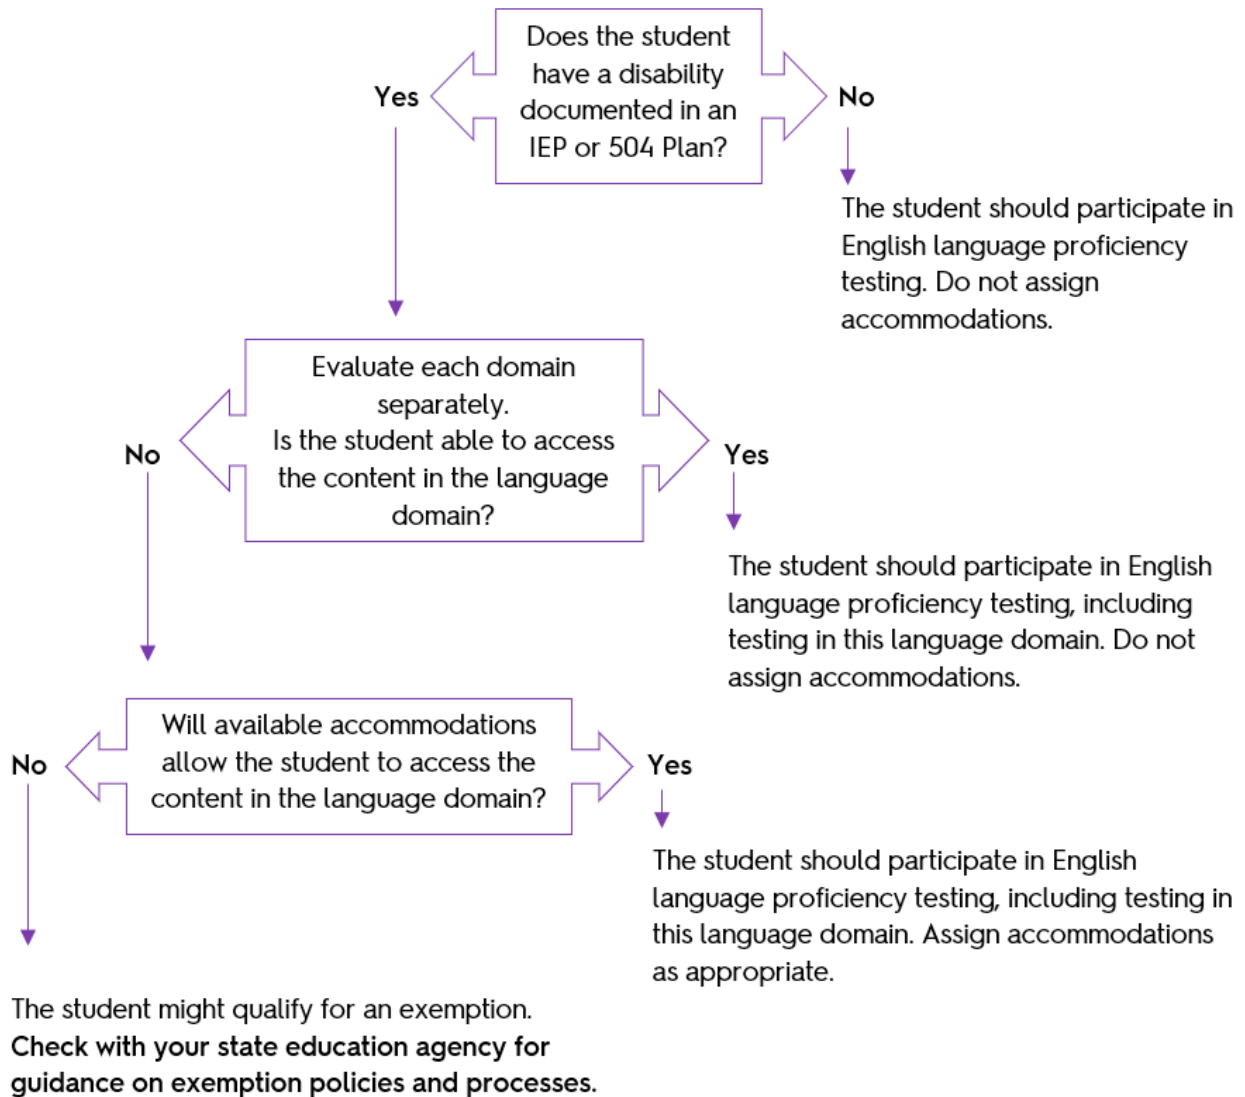 Does the student
have a disability
documented in an
IEP or 504 Plan?
Yes
No
The student should participate in
English language proficiency
testing. Do not assign
accommodations.
Evaluate each domain
separately.
Is the student able to access
the content in the language
domain?
No
Yes
The student should participate in English
language proficiency testing, including
testing in this language domain. Do not
assign accommodations.
Will available accommodations
allow the student to access the
content in the language domain?
No
Yes
The student should participate in English
language proficiency testing, including testing in
this language domain. Assign accommodations
as appropriate.
The student might qualify for an exemption.
Check with your state education agency for
guidance on exemption policies and processes.